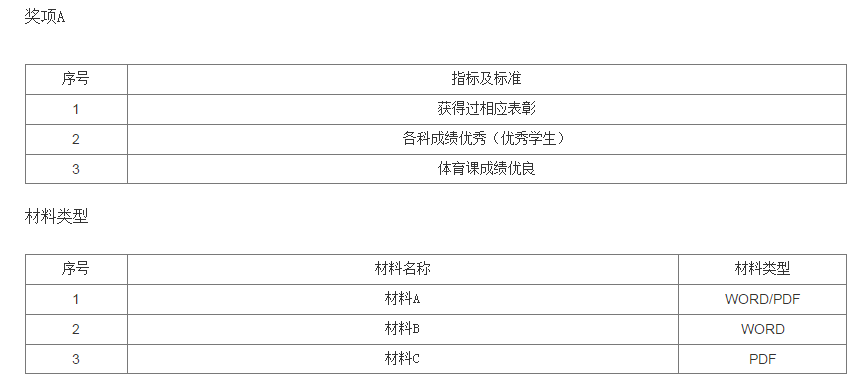 奖项A
序号 指标及标准
1 获得过相应表彰
2 各科成绩优秀（优秀学生）
3 体育课成绩优良
材料类型
序号 材料名称 材料类型
1 材料A WORD/PDF
2 材料B WORD
3 材料C PDF